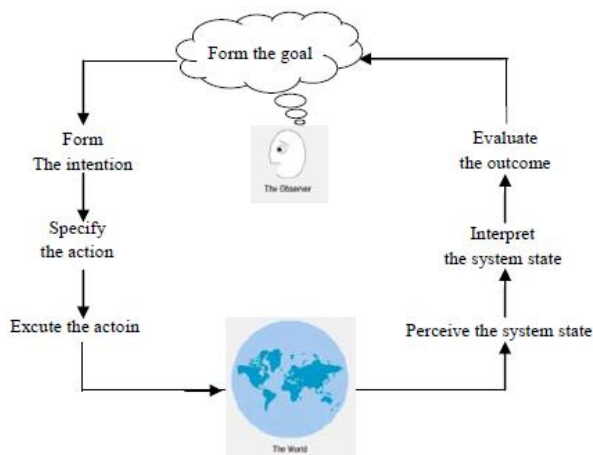 Form the goal
Form
The intention
Specify
the action
Excute the actoin
The Observer
The World
Evaluate
the outcome
Interpret
the system state
Perceive the system state